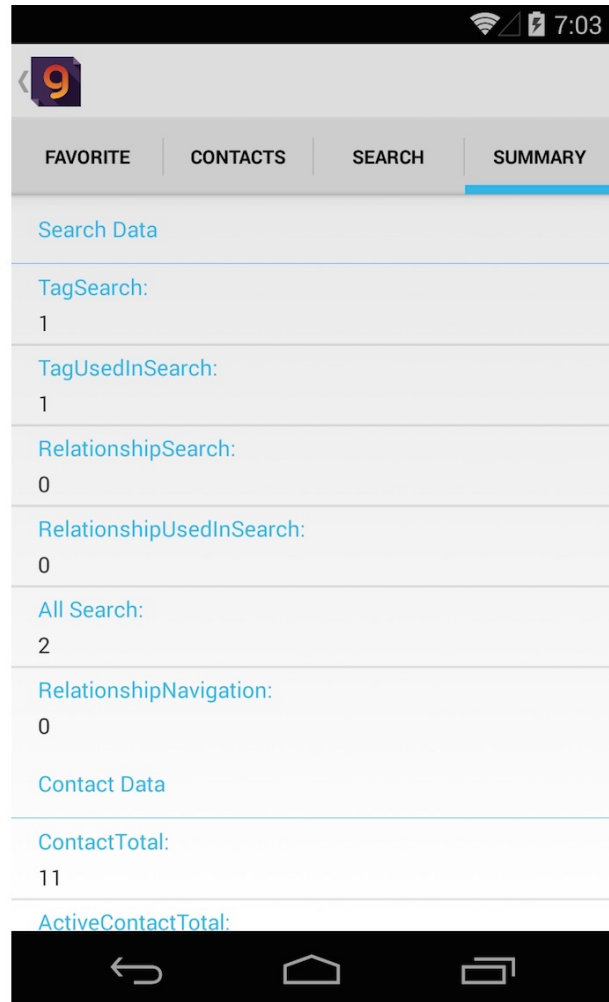 7:03
9
FAVORITE CONTACTS SEARCH SUMMARY
Search Data
TagSearch:
1
TagUsedInSearch:
1
RelationshipSearch:
0
RelationshipUsedInSearch:
0
All Search:
2
RelationshipNavigation:
0
Contact Data
ContactTotal:
11
ActiveContactTotal: